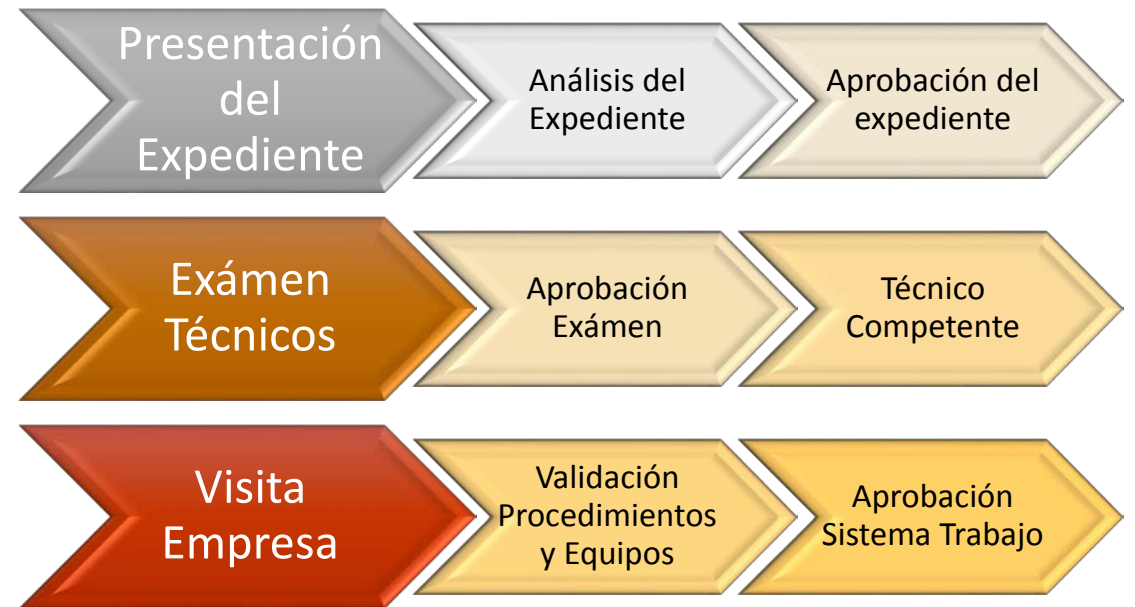 Presentación
del
Expediente
Análisis del
Expediente
Aprobación del
expediente
Exámen
Técnicos
Aprobación
Exámen
Técnico
Competente
Visita
Empresa
Validación
Procedimientos
y Equipos
Aprobación
Sistema Trabajo